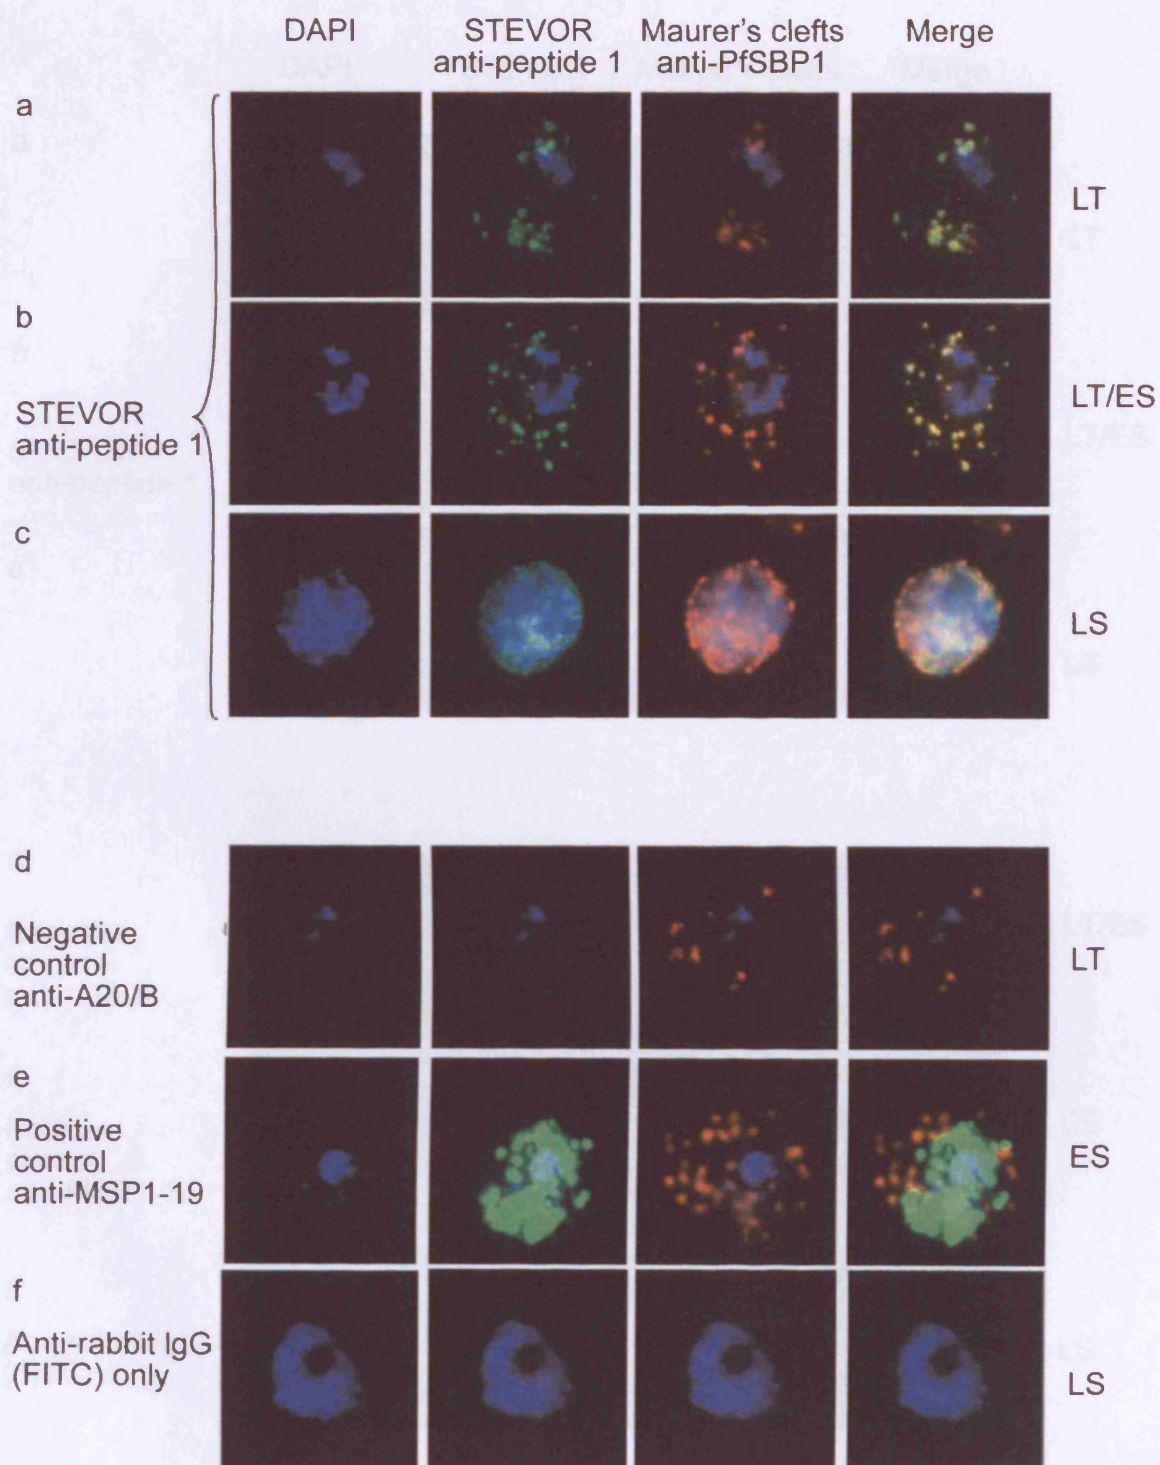 DAPI
STEVOR
anti-peptide 1
Maurer's clefts
anti-PfSBP1
Merge
a
LT
b
LT/ES
STEVOR
anti-peptide 1
c
LS
d
Negative
control
anti-A20/B
LT
e
Positive
control
anti-MSP1-19
ES
f
Anti-rabbit IgG
(FITC) only
LS